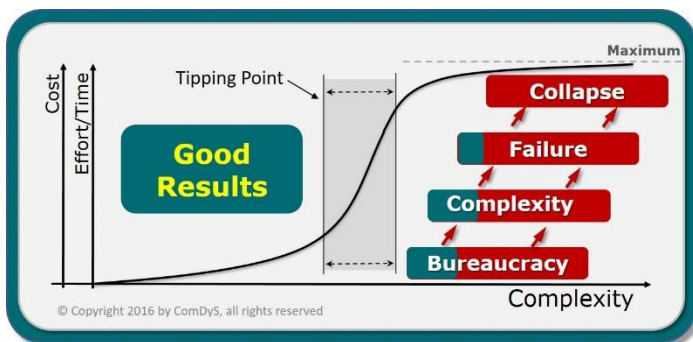 Maximum
Cost
Effort/Time
Tipping Point
Good
Results
Collapse
Failure
Complexity
Bureaucracy
Complexity
© Copyright 2016 by ComDyS, all rights reserved